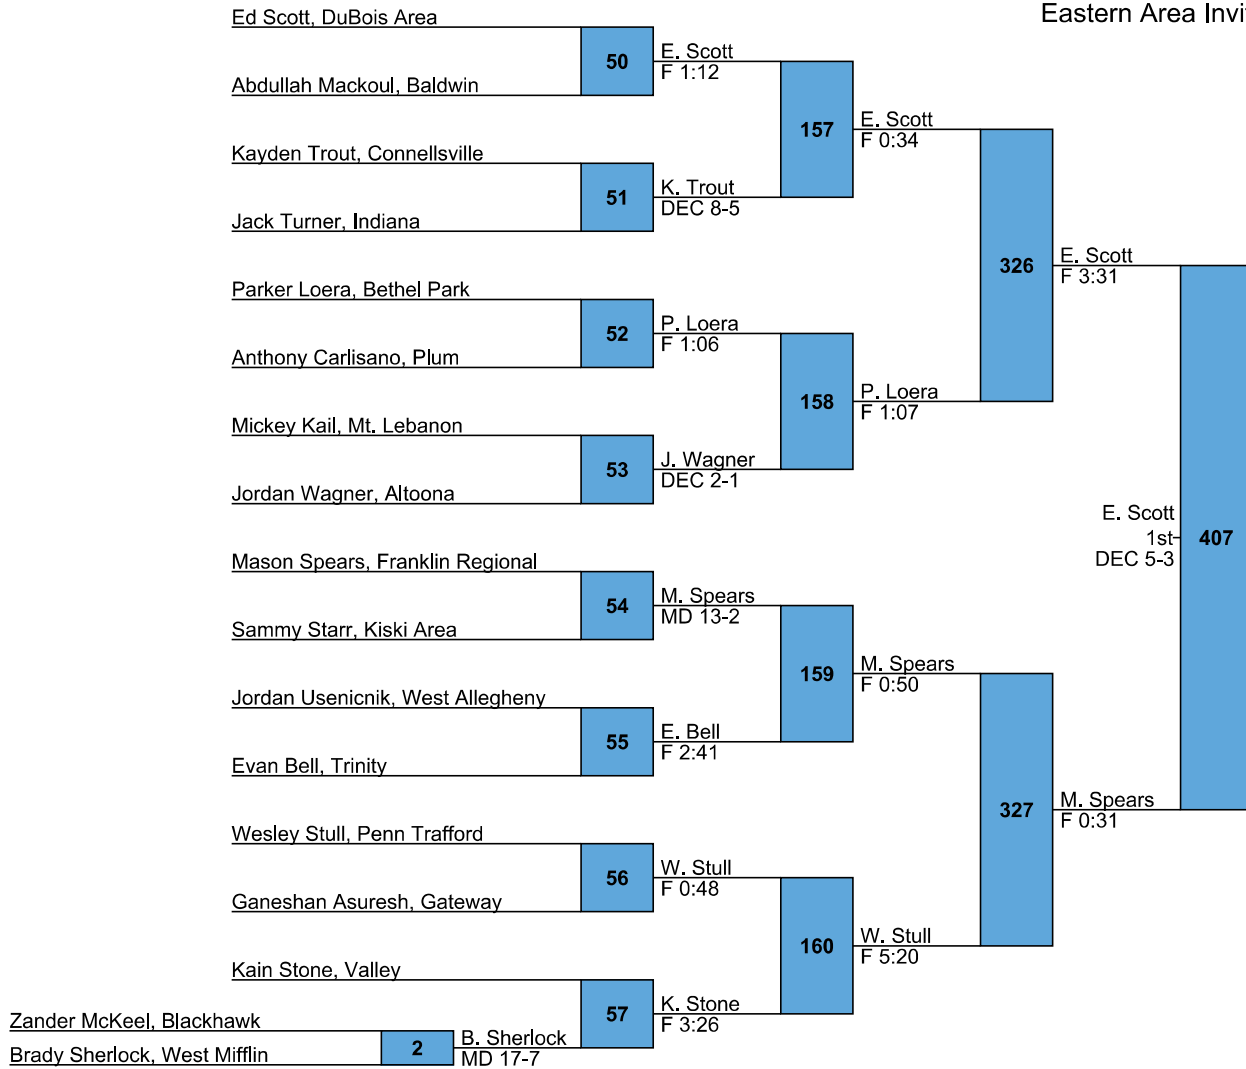 Eastern Area Invi
Ed Scott, DuBois Area
50
E. Scott
F 1:12
Abdullah Mackoul, Baldwin
157
E. Scott
F 0:34
Kayden Trout, Connellsville
51
K. Trout
DEC 8-5
Jack Turner, Indiana
326
E. Scott
F 3:31
Parker Loera, Bethel Park
52
P. Loera
F 1:06
Anthony Carlisano, Plum
158
P. Loera
F 1:07
Mickey Kail, Mt. Lebanon
53
J. Wagner
DEC 2-1
Jordan Wagner, Altoona
E. Scott
1st
DEC 5-3
407
Mason Spears, Franklin Regional
54
M. Spears
MD 13-2
Sammy Starr, Kiski Area
159
M. Spears
F 0:50
Jordan Usenicnik, West Allegheny
55
E. Bell
F 2:41
Evan Bell, Trinity
327
M. Spears
F 0:31
Wesley Stull, Penn Trafford
56
W. Stull
F 0:48
Ganeshan Asuresh, Gateway
160
W. Stull
F 5:20
Kain Stone, Valley
57
K. Stone
F 3:26
Zander McKeel, Blackhawk
2
B. Sherlock
MD 17-7
Brady Sherlock, West Mifflin